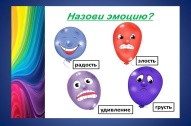 Назови эмоцию?
радость
злость
удивление
грусть